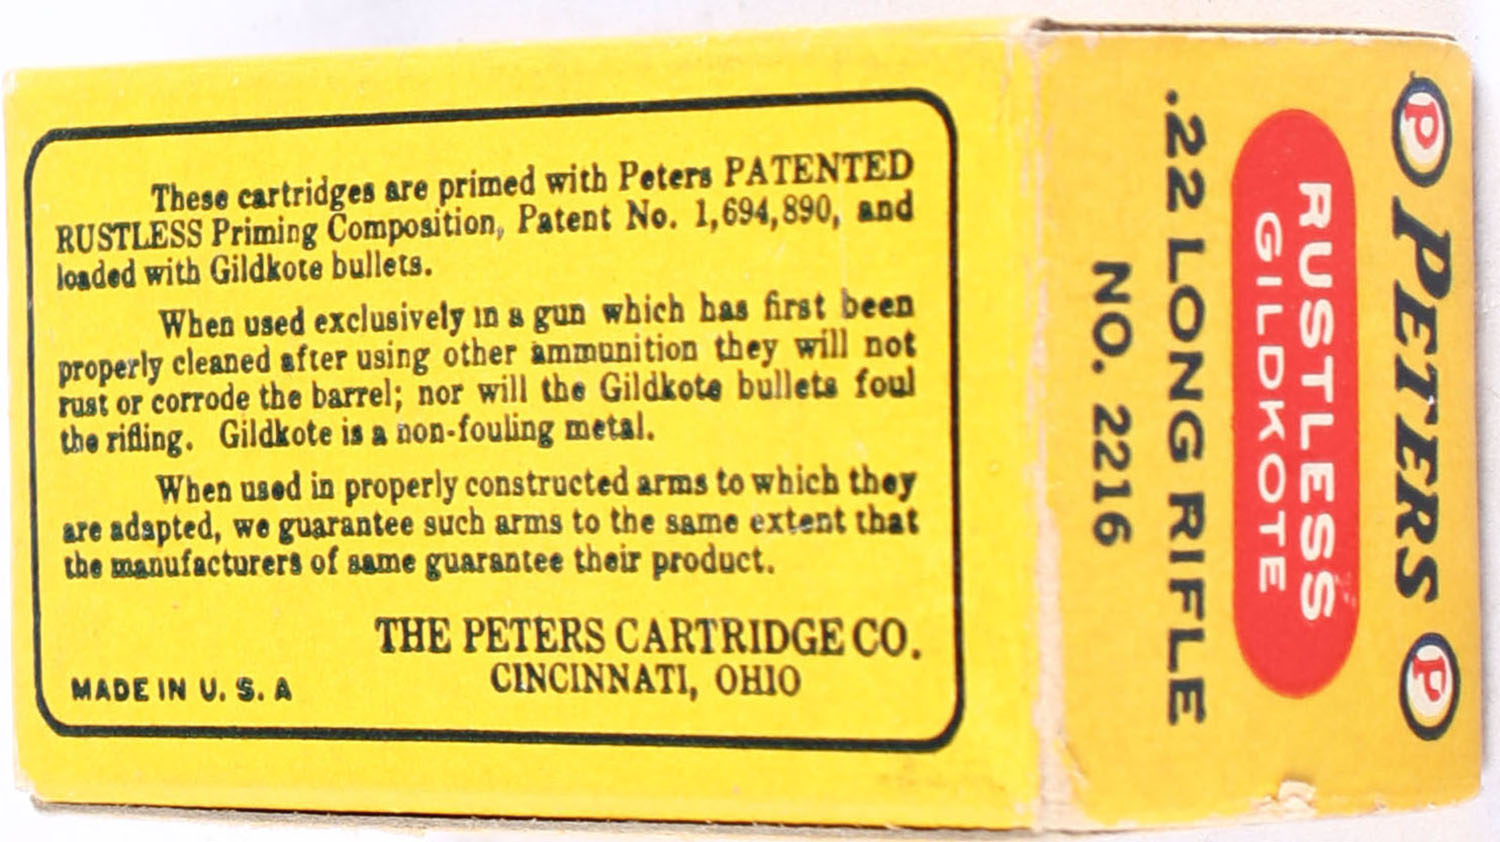 These cartridges are primed with Peters PATENTED
RUSTLESS Priming Composition, Patent No. 1,694,890, and
loaded with Gildkote bullets.
When used exclusively in a gun which has first been
properly cleaned after using other ammunition they will not
rust or corrode the barrel; nor will the Gildkote bullets foul
the rifling. Gildkote is a non-fouling metal.
When used in properly constructed arms to which they
are adapted, we guarantee such arms to the same extent that
the manufacturers of same guarantee their product.
THE PETERS CARTRIDGE CO.
CINCINNATI, OHIO
MADE IN U. S. A
P PETERS P
RUSTLESS
GILDKOTE
.22 LONG RIFLE
NO. 2216